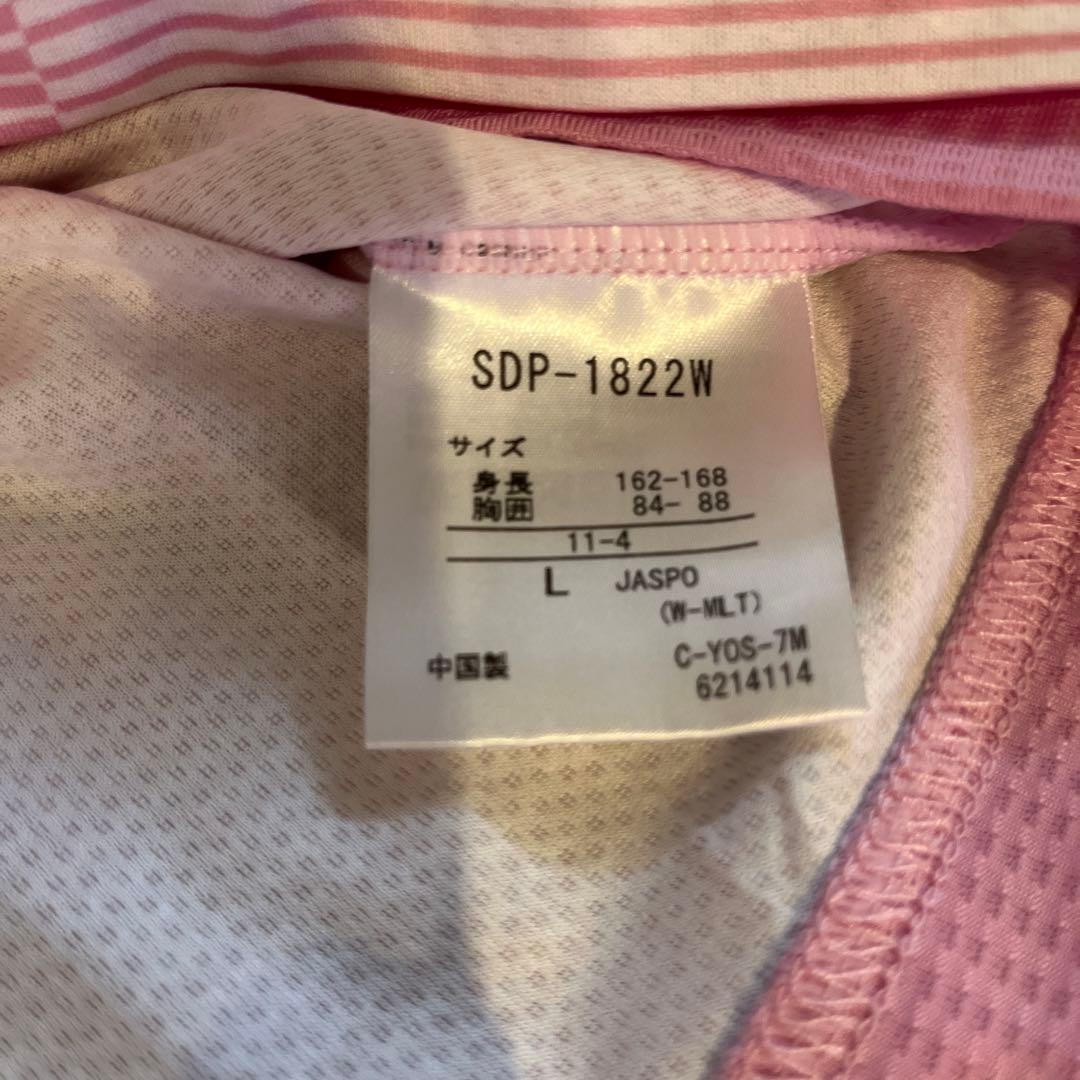 SDP-1822W
サイズ
身長 162-168
胸囲 84- 88
11-4
L JASPO
(W-MLT)
中国製 C-YOS-7M
6214114